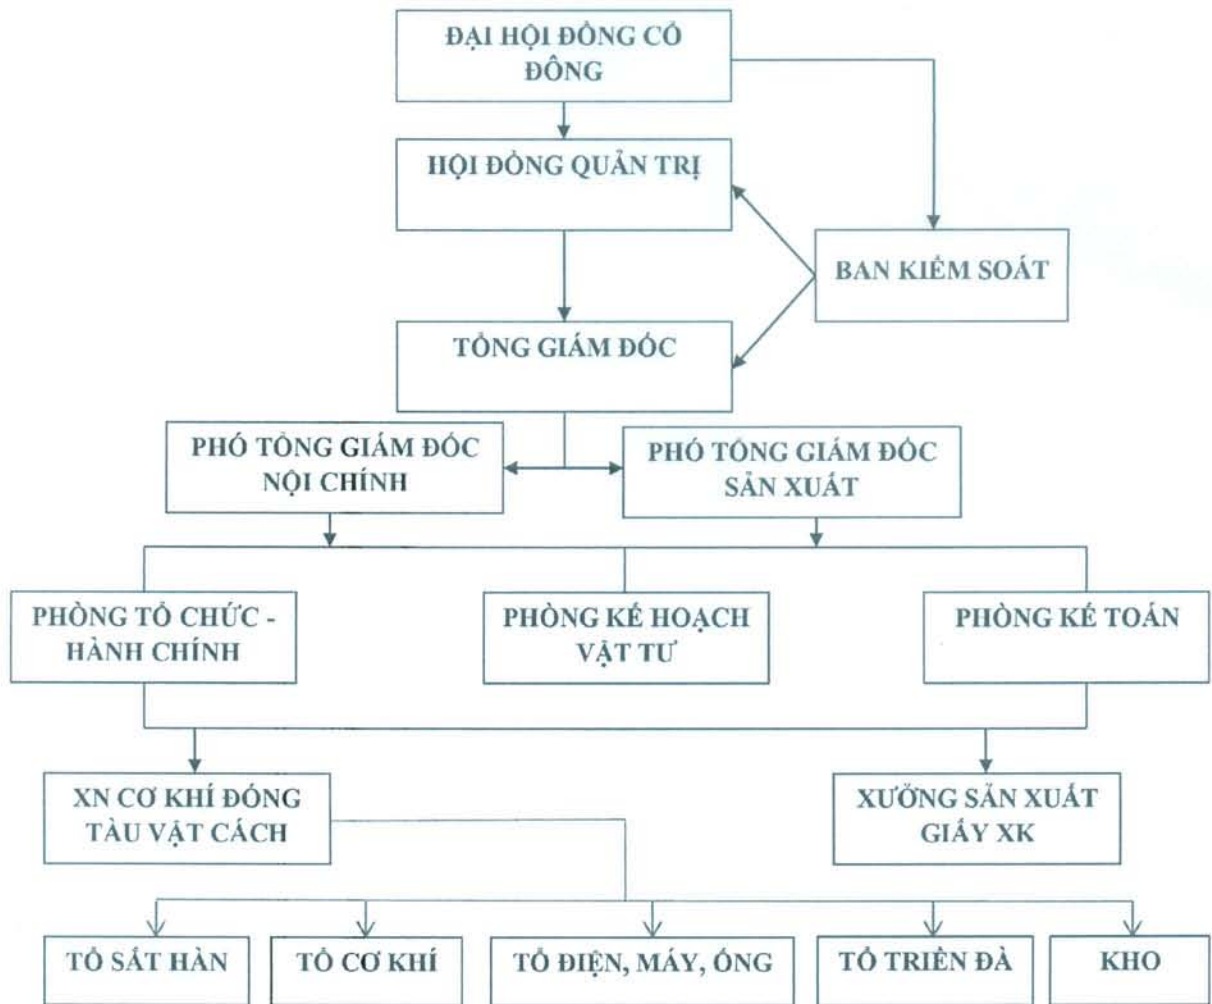 ĐẠI HỘI ĐỒNG CỔ
ĐÔNG
HỘI ĐỒNG QUẢN TRỊ
BAN KIỂM SOÁT
TỔNG GIÁM ĐỐC
PHÓ TỔNG GIÁM ĐỐC
NỘI CHÍNH
PHÓ TỔNG GIÁM ĐỐC
SẢN XUẤT
PHÒNG TỔ CHỨC -
HÀNH CHÍNH
PHÒNG KẾ HOẠCH
VẬT TƯ
PHÒNG KẾ TOÁN
XN CƠ KHÍ ĐÓNG
TÀU VẬT CÁCH
XƯỞNG SẢN XUẤT
GIẤY XK
TỔ SẮT HÀN
TỔ CƠ KHÍ
TỔ ĐIỆN, MÁY, ỐNG
TỔ TRIỀN ĐÀ
KHO